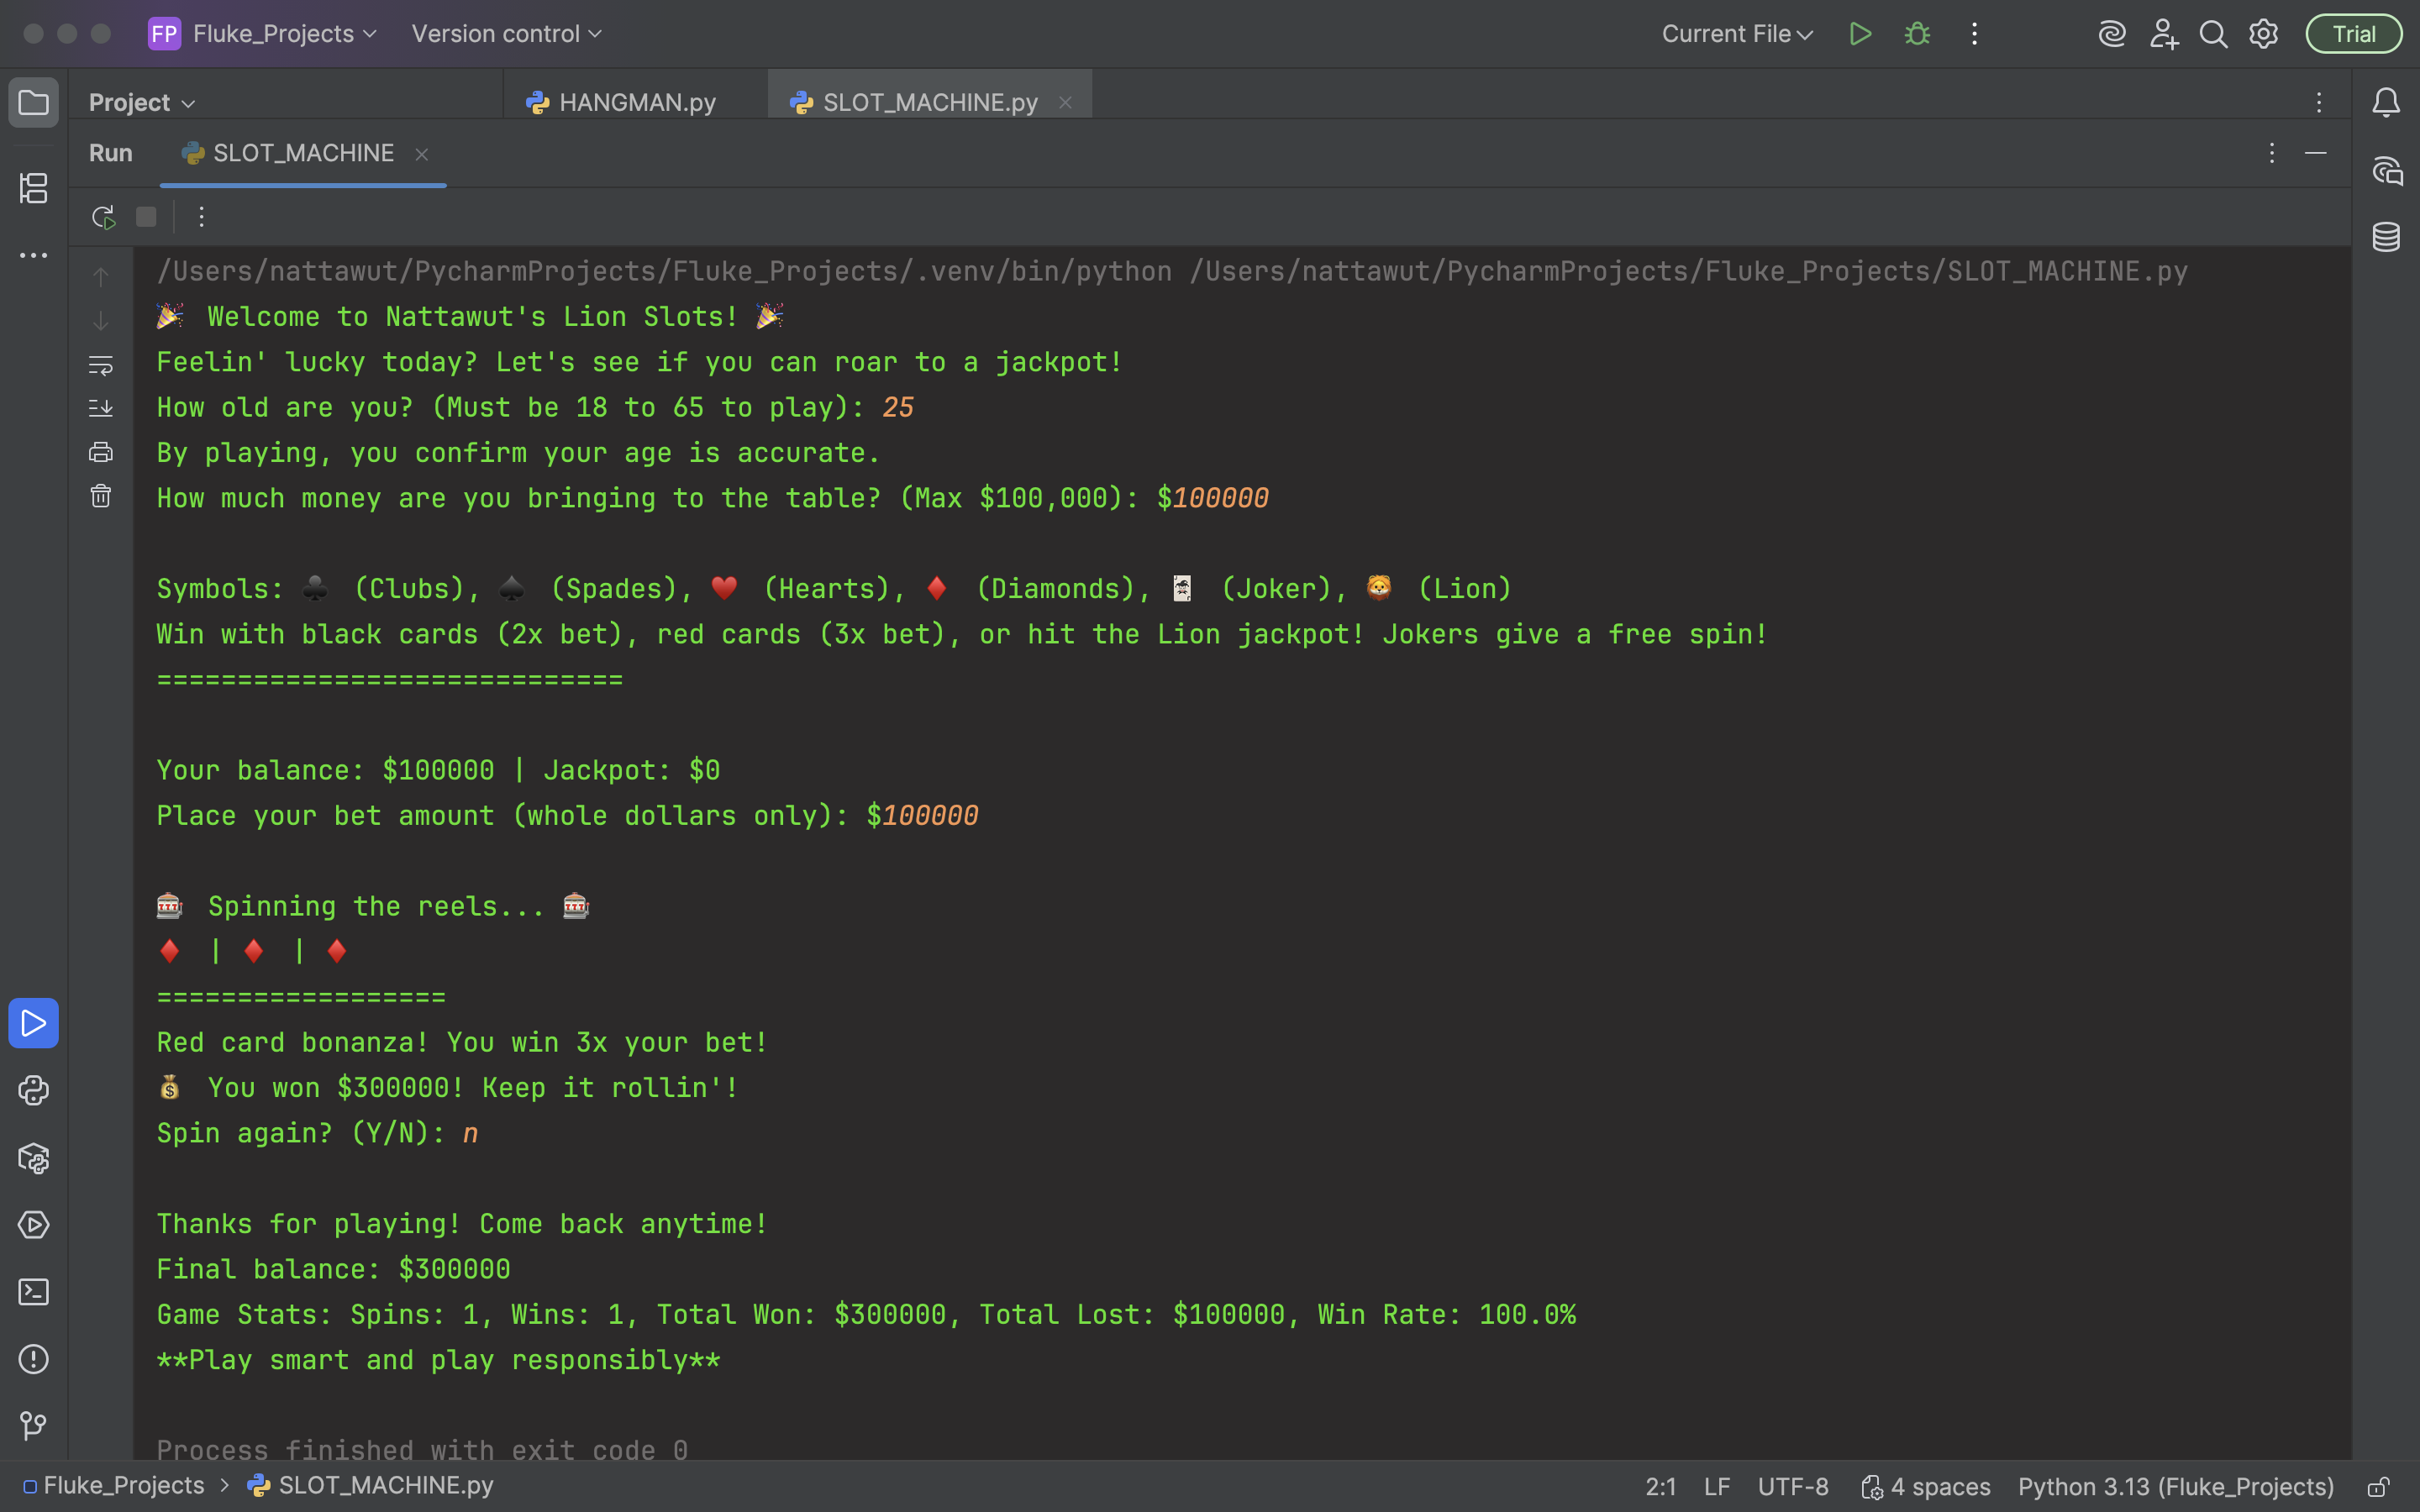 FP Fluke_Projects Version control Current File Trial
Project HANGMAN.py SLOT_MACHINE.py
Run SLOT_MACHINE
/Users/nattawut/PycharmProjects/Fluke_Projects/.venv/bin/python /Users/nattawut/PycharmProjects/Fluke_Projects/SLOT_MACHINE.py
🎉 Welcome to Nattawut's Lion Slots! 🎉
Feelin' lucky today? Let's see if you can roar to a jackpot!
How old are you? (Must be 18 to 65 to play): 25
By playing, you confirm your age is accurate.
How much money are you bringing to the table? (Max $100,000): $100000
Symbols: ♣️ (Clubs), ♠️ (Spades), ♥️ (Hearts), ♦️ (Diamonds), 🃏 (Joker), 🦁 (Lion)
Win with black cards (2x bet), red cards (3x bet), or hit the Lion jackpot! Jokers give a free spin!
=============================
Your balance: $100000 | Jackpot: $0
Place your bet amount (whole dollars only): $100000
🎰 Spinning the reels... 🎰
♦️ | ♦️ | ♦️
==================
Red card bonanza! You win 3x your bet!
💰 You won $300000! Keep it rollin'!
Spin again? (Y/N): n
Thanks for playing! Come back anytime!
Final balance: $300000
Game Stats: Spins: 1, Wins: 1, Total Won: $300000, Total Lost: $100000, Win Rate: 100.0%
**Play smart and play responsibly**
Process finished with exit code 0
Fluke_Projects > SLOT_MACHINE.py 2:1 LF UTF-8 4 spaces Python 3.13 (Fluke_Projects)